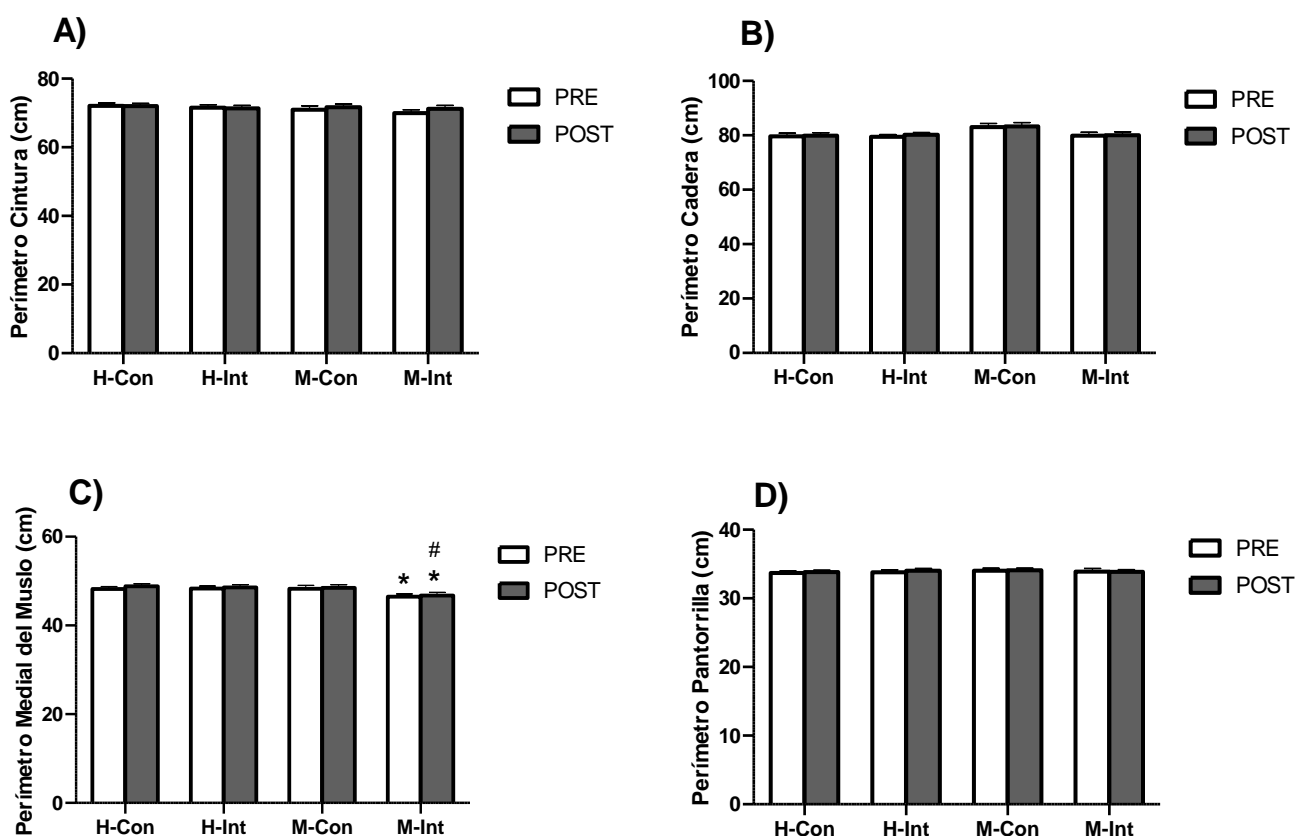 A)
Perímetro Cintura (cm)
80
60
40
20
0
H-Con H-Int M-Con M-Int
PRE
POST
B)
Perímetro Cadera (cm)
100
80
60
40
20
0
H-Con H-Int M-Con M-Int
PRE
POST
C)
Perímetro Medial del Muslo (cm)
60
40
20
0
#
* *
H-Con H-Int M-Con M-Int
PRE
POST
D)
Perímetro Pantorrilla (cm)
40
30
20
10
0
H-Con H-Int M-Con M-Int
PRE
POST